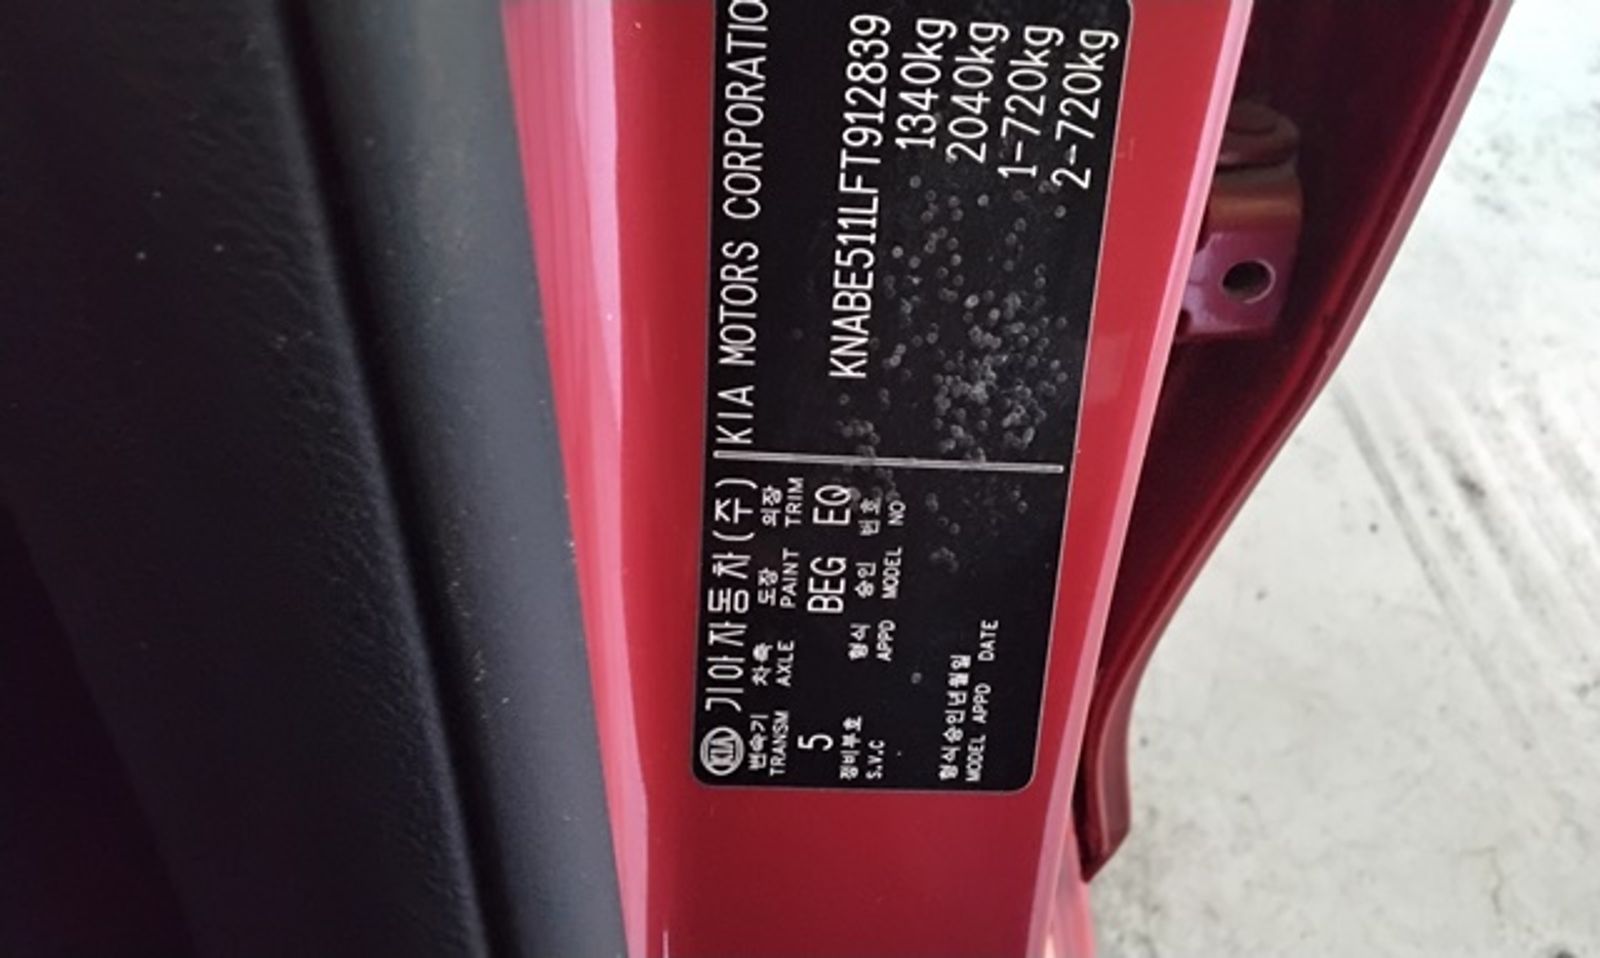 KIA 기아자동차(주) KIA MOTORS CORPORATIO
변속기 차축 도장 의장
TRANSM AXLE PAINT TRIM
5 BEG EQ
KNABE511LFT912839
정비부호 형식 승인 번호
S.V.C APPD MODEL NO
1340kg
2040kg
형식승인년월일
MODEL APPD DATE
1-720kg
2-720kg